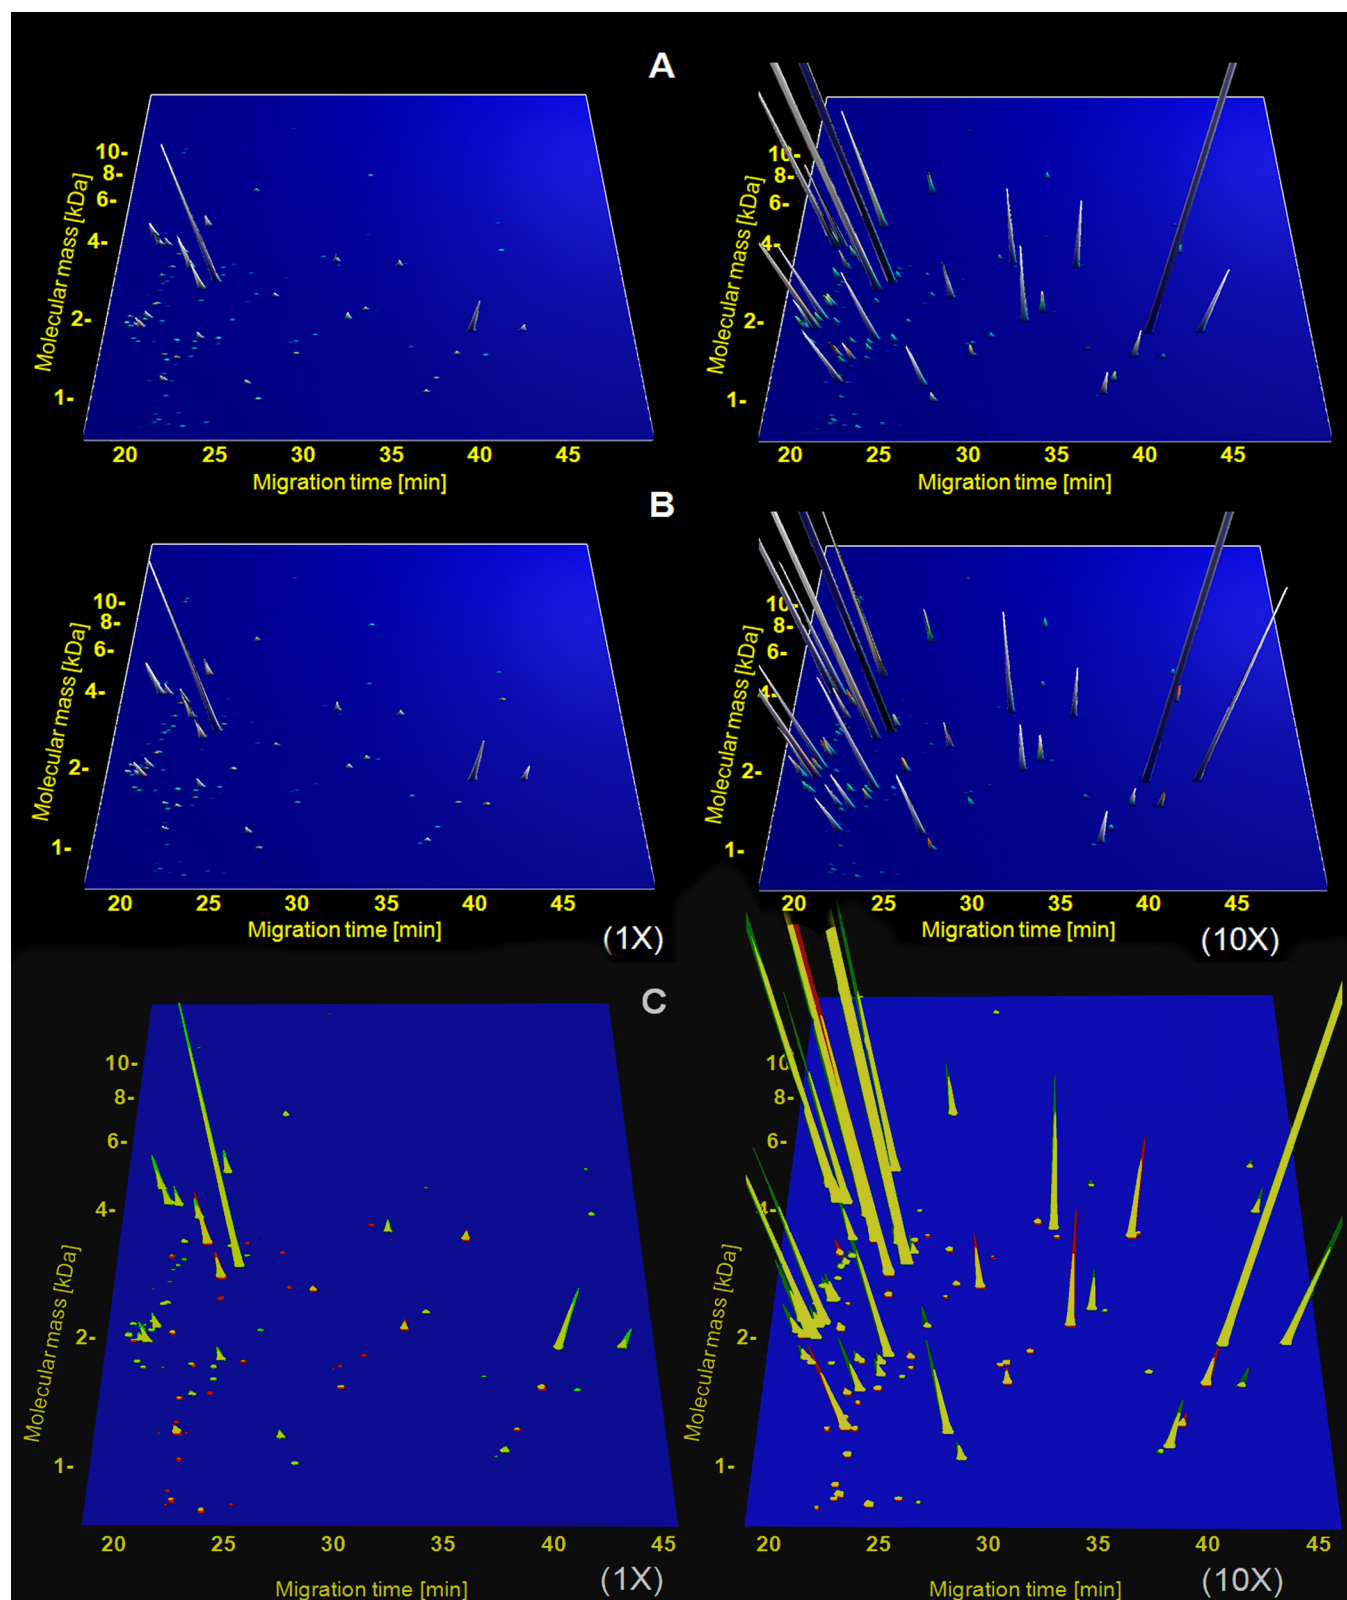 A
10-
8-
6-
4-
2-
1-
Molecular mass [kDa]
20 25 30 35 40 45
Migration time [min]
10-
8-
6-
4-
2-
1-
Molecular mass [kDa]
20 25 30 35 40 45
Migration time [min]
B
10-
8-
6-
4-
2-
1-
Molecular mass [kDa]
20 25 30 35 40 45
Migration time [min]
(1X)
10-
8-
6-
4-
2-
1-
Molecular mass [kDa]
20 25 30 35 40 45
Migration time [min]
(10X)
C
10-
8-
6-
4-
2-
1-
Molecular mass [kDa]
20 25 30 35 40 45
Migration time [min]
(1X)
10
8-
6-
4-
2-
1-
Molecular mass [kDa]
20 25 30 35 40 45
Migration time [min]
(10X)